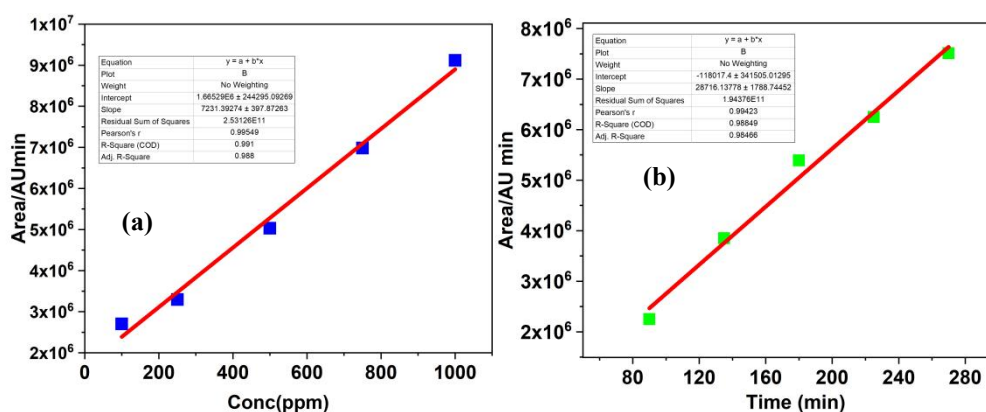 1x10⁷
9x10⁶
8x10⁶
7x10⁶
6x10⁶
5x10⁶
4x10⁶
3x10⁶
2x10⁶
Area/AUmin
Equation y = a + b*x
Plot B
Weight No Weighting
Intercept 1.66529E6 ± 244295.09269
Slope 7231.39274 ± 397.87263
Residual Sum of Squares 2.53126E11
Pearson's r 0.99549
R-Square (COD) 0.991
Adj. R-Square 0.988
(a)
0 200 400 600 800 1000
Conc(ppm)
8x10⁶
7x10⁶
6x10⁶
5x10⁶
4x10⁶
3x10⁶
2x10⁶
Area/AU min
Equation y = a + b*x
Plot B
Weight No Weighting
Intercept -118017.4 ± 341505.01295
Slope 28716.13778 ± 1788.74452
Residual Sum of Squares 1.94376E11
Pearson's r 0.99423
R-Square (COD) 0.98849
Adj. R-Square 0.98466
(b)
80 120 160 200 240 280
Time (min)